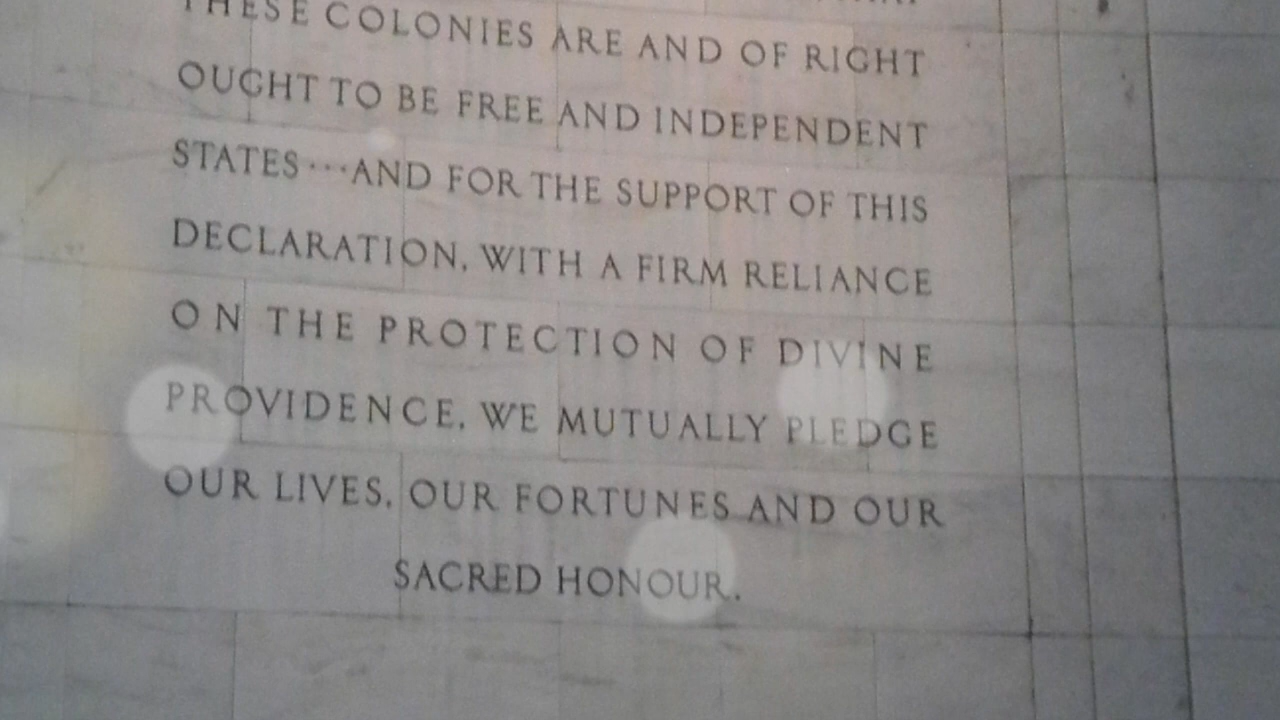 THESE COLONIES ARE AND OF RIGHT
OUGHT TO BE FREE AND INDEPENDENT
STATES···AND FOR THE SUPPORT OF THIS
DECLARATION, WITH A FIRM RELIANCE
ON THE PROTECTION OF DIVINE
PROVIDENCE, WE MUTUALLY PLEDGE
OUR LIVES, OUR FORTUNES AND OUR
SACRED HONOUR.